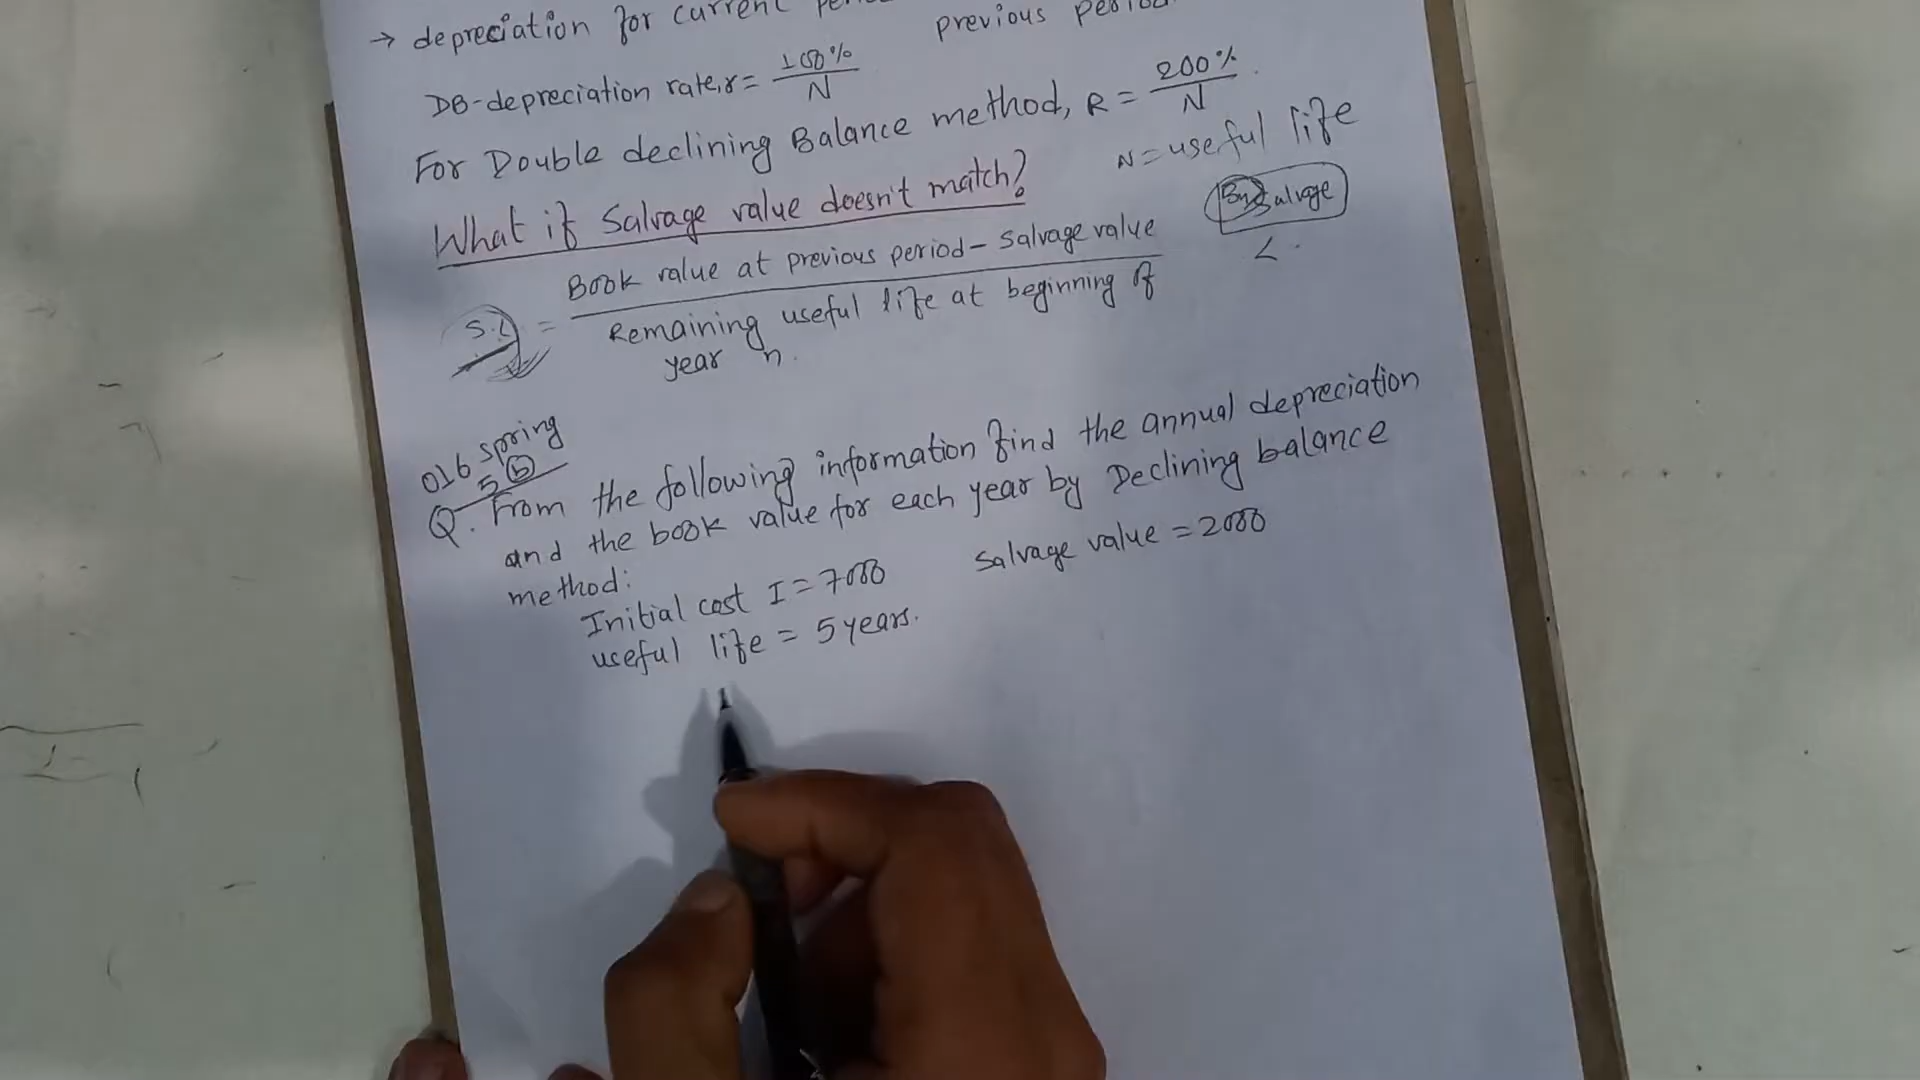 → depreciation for current
previous period
DB-depreciation rate, r = 100% / N
For Double declining Balance method, R = 200% / N
N = useful life
What if Salvage value doesn't match?
Salvage
<
S.L = Book value at previous period - Salvage value
Remaining useful life at beginning of
year n.
016 spring
5 b
Q. From the following information find the annual depreciation
and the book value for each year by Declining balance
method:
Initial cost I = 7000 Salvage value = 2000
useful life = 5 years.